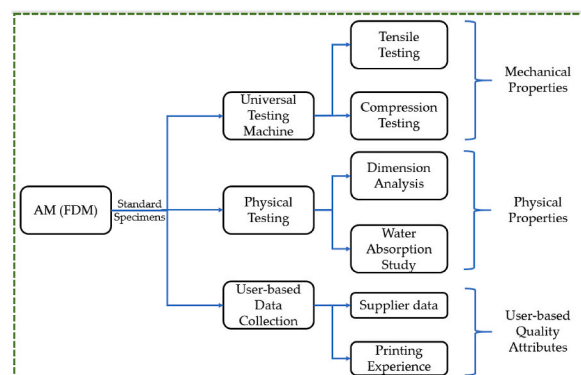 AM (FDM)
Standard
Specimens
Universal
Testing
Machine
Tensile
Testing
Compression
Testing
Mechanical
Properties
Physical
Testing
Dimension
Analysis
Water
Absorption
Study
Physical
Properties
User-based
Data
Collection
Supplier data
Printing
Experience
User-based
Quality
Attributes